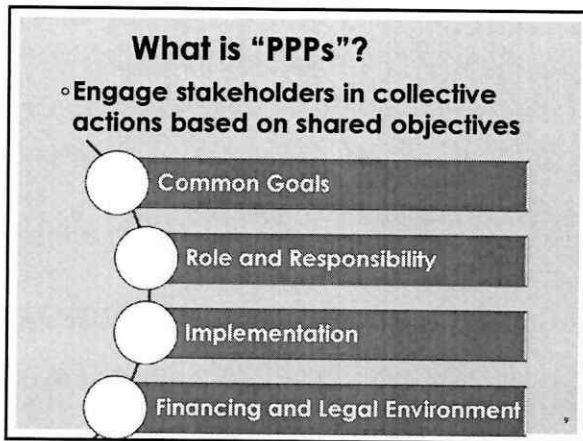 What is “PPPs”?
◦Engage stakeholders in collective
actions based on shared objectives
Common Goals
Role and Responsibility
Implementation
Financing and Legal Environment
9